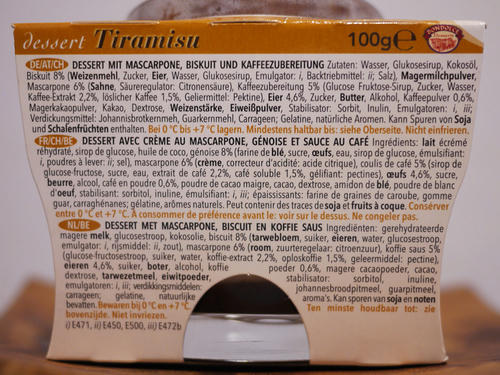 dessert Tiramisu 100g e
BONDOLCE
Desserts
DE/AT/CH DESSERT MIT MASCARPONE, BISKUIT UND KAFFEEZUBEREITUNG Zutaten: Wasser, Glukosesirup, Kokosöl,
Biskuit 8% (Weizenmehl, Zucker, Eier, Wasser, Glukosesirup, Emulgator: i, Backtriebmittel: ii; Salz), Magermilchpulver,
Mascarpone 6% (Sahne, Säureregulator: Citronensäure), Kaffeezubereitung 5% (Glucose Fruktose-Sirup, Zucker, Wasser,
Kaffee-Extrakt 2,2%, löslicher Kaffee 1,5%, Geliermittel: Pektine), Eier 4,6%, Zucker, Butter, Alkohol, Kaffeepulver 0,6%,
Magerkakaopulver, Kakao, Dextrose, Weizenstärke, Eiweißpulver, Stabilisator: Sorbit, Inulin, Emulgatoren: i, iii;
Verdickungsmittel: Johannisbrotkernmehl, Guarkernmehl, Carrageen; Gelatine, natürliche Aromen. Kann Spuren von Soja
und Schalenfrüchten enthalten. Bei 0 °C bis +7 °C lagern. Mindestens haltbar bis: siehe Oberseite. Nicht einfrieren.
FR/CH/BE DESSERT AVEC CRÈME AU MASCARPONE, GÉNOISE ET SAUCE AU CAFÉ Ingrédients: lait écrémé
réhydraté, sirop de glucose, huile de coco, génoise 8% (farine de blé, sucre, œufs, eau, sirop de glucose, émulsifiant:
i, poudres à lever: ii; sel), mascarpone 6% (crème, correcteur d'acidité: acide citrique), coulis de café 5% (sirop de
glucose-fructose, sucre, eau, extrait de café 2,2%, café soluble 1,5%, gélifiant: pectines), œufs 4,6%, sucre,
beurre, alcool, café en poudre 0,6%, poudre de cacao maigre, cacao, dextrose, amidon de blé, poudre de blanc
d'oeuf, stabilisant: sorbitol, inuline, émulsifiant: i, iii; épaississants: farine de graines de caroube, gomme
guar, carraghénanes; gélatine, arômes naturels. Peut contenir des traces de soja et fruits à coque. Conserver
entre 0 °C et +7 °C. À consommer de préférence avant le: voir sur le dessus. Ne congeler pas.
NL/BE DESSERT MET MASCARPONE, BISCUIT EN KOFFIE SAUS Ingrediënten: gerehydrateerde
magere melk, glucosestroop, kokosolie, biscuit 8% (tarwebloem, suiker, eieren, water, glucosestroop,
emulgator: i, rijsmiddel: ii, zout), mascarpone 6% (room, zuurteregelaar: citroenzuur), koffie saus 5%
(glucose-fructosestroop, suiker, water, koffie-extract 2,2%, oploskoffie 1,5%, geleermiddel: pectine),
eieren 4,6%, suiker, boter, alcohol, koffie poeder 0,6%, magere cacaopoeder, cacao,
dextrose, tarwezetmeel, eiwitpoeder, stabilisator: sorbitol, inuline,
emulgatoren: i, iii; verdikkingsmiddelen: johannesbroodpitmeel, guarpitmeel,
carrageen; gelatine, natuurlijke aroma's. Kan sporen van soja en noten
bevatten. Bewaren bij 0 °C en +7 °C Ten minste houdbaar tot: zie
bovenzijde. Niet invriezen.
i) E471, ii) E450, E500, iii) E472b